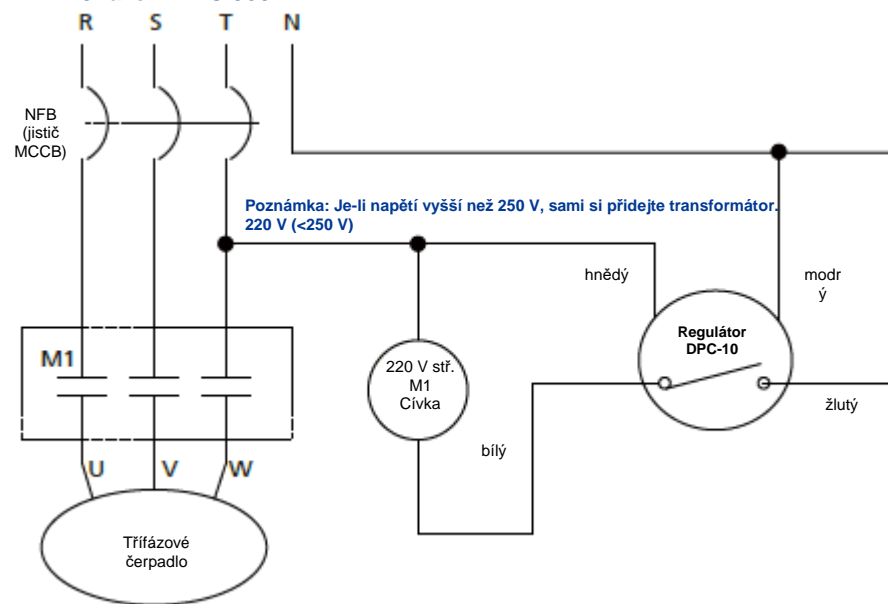 R S T N
NFB
(jistič
MCCB)
Poznámka: Je-li napětí vyšší než 250 V, sami si přidejte transformátor.
220 V (<250 V)
hnědý
modr
ý
Regulátor
DPC-10
M1
220 V stř.
M1
Cívka
žlutý
bílý
U V W
Třífázové
čerpadlo